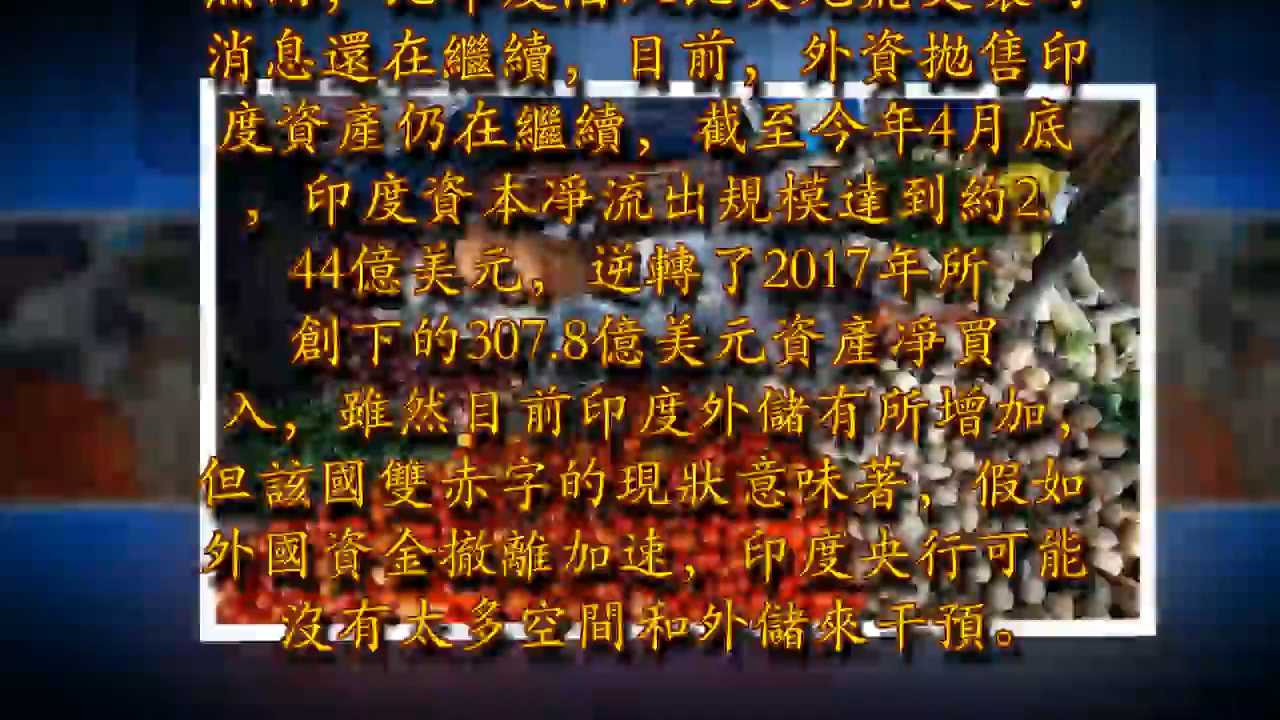 消息還在繼續，目前，外資拋售印
度資產仍在繼續，截至今年4月底
，印度資本凈流出規模達到約2.
44億美元，逆轉了2017年所
創下的307.8億美元資產凈買
入，雖然目前印度外儲有所增加，
但該國雙赤字的現狀意味著，假如
外國資金撤離加速，印度央行可能
沒有太多空間和外儲來干預。